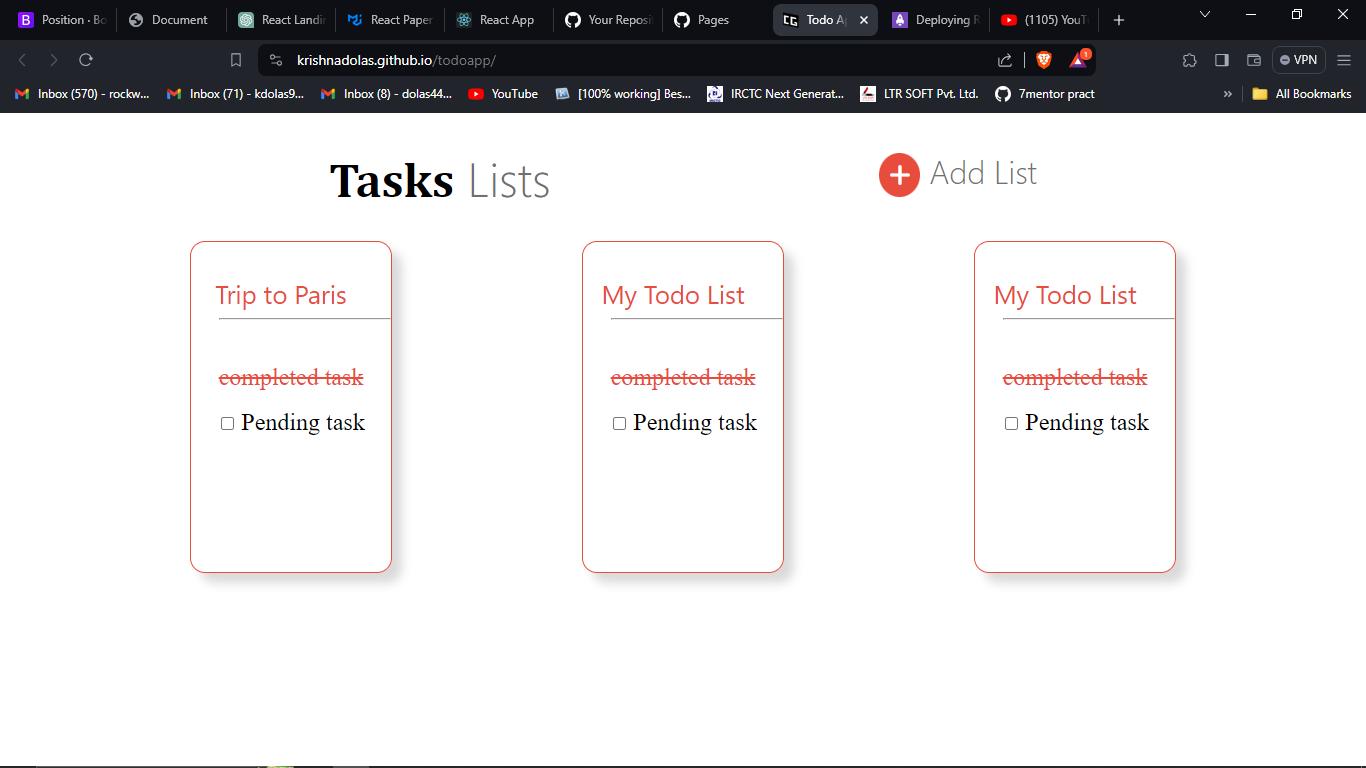 Position - Bo
Document
React Landin
React Paper
React App
Your Reposit
Pages
Todo Ap
Deploying R
(1105) YouT
krishnadolas.github.io/todoapp/
1
VPN
Inbox (570) - rockw...
Inbox (71) - kdolas9...
Inbox (8) - dolas44...
YouTube
[100% working] Bes...
IRCTC Next Generat...
LTR SOFT Pvt. Ltd.
7mentor pract
All Bookmarks
Tasks Lists
Add List
Trip to Paris
completed task
Pending task
My Todo List
completed task
Pending task
My Todo List
completed task
Pending task